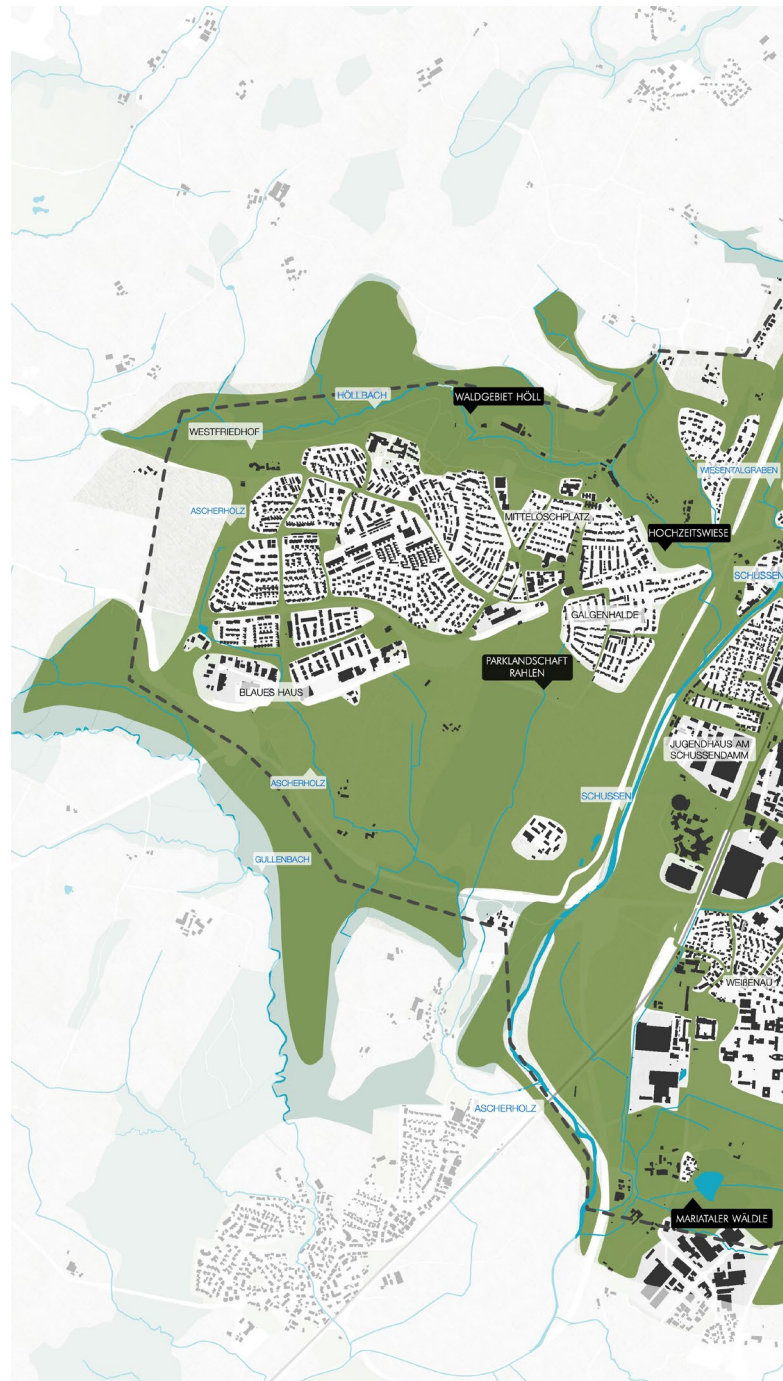 HÖLLBACH
WALDGEBIET HÖLL
WESTFRIEDHOF
WIESENTALGRABEN
ASCHERHOLZ
MITTELÖSCHPLATZ
HOCHZEITSWIESE
SCHUSSEN
GALGENHALDE
PARKLANDSCHAFT
RAHLEN
BLAUES HAUS
JUGENDHAUS AM
SCHUSSENDAMM
ASCHERHOLZ
SCHUSSEN
GULLENBACH
WEIßENAU
ASCHERHOLZ
MARIATALER WÄLDLE